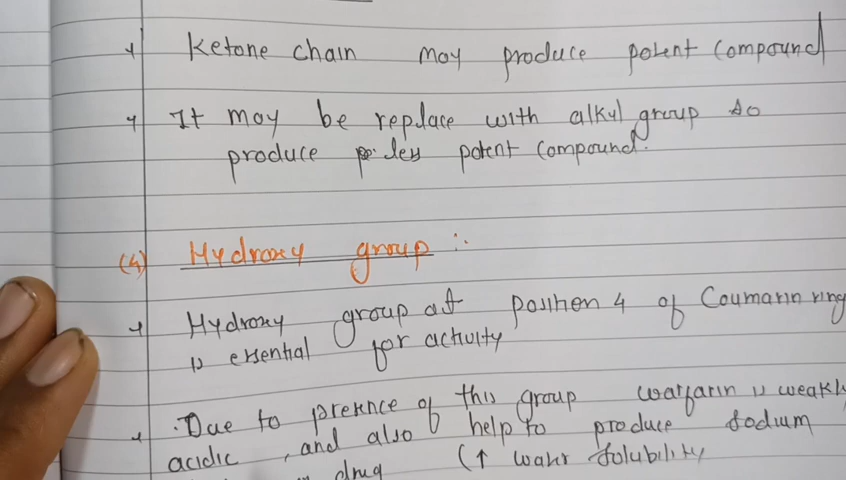 Ketone chain may produce potent compound
It may be replace with alkyl group so
produce less potent compound.
(4) Hydroxy group :
Hydroxy group at position 4 of Coumarin ring
is essential for activity
Due to presence of this group warfarin is weakly
acidic, and also help to produce sodium
drug (↑ water solubility